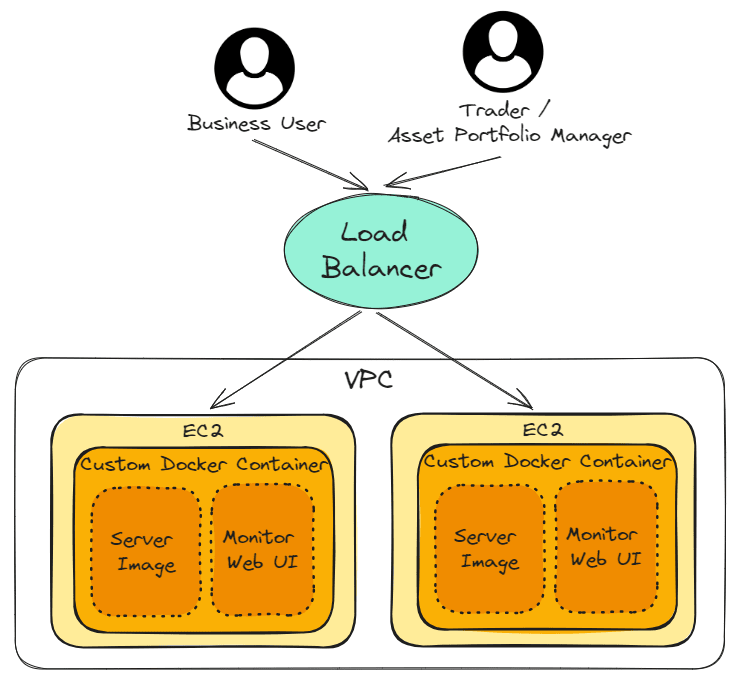 Business User
Trader /
Asset Portfolio Manager
Load
Balancer
VPC
EC2
Custom Docker Container
Server
Image
Monitor
Web UI
EC2
Custom Docker Container
Server
Image
Monitor
Web UI